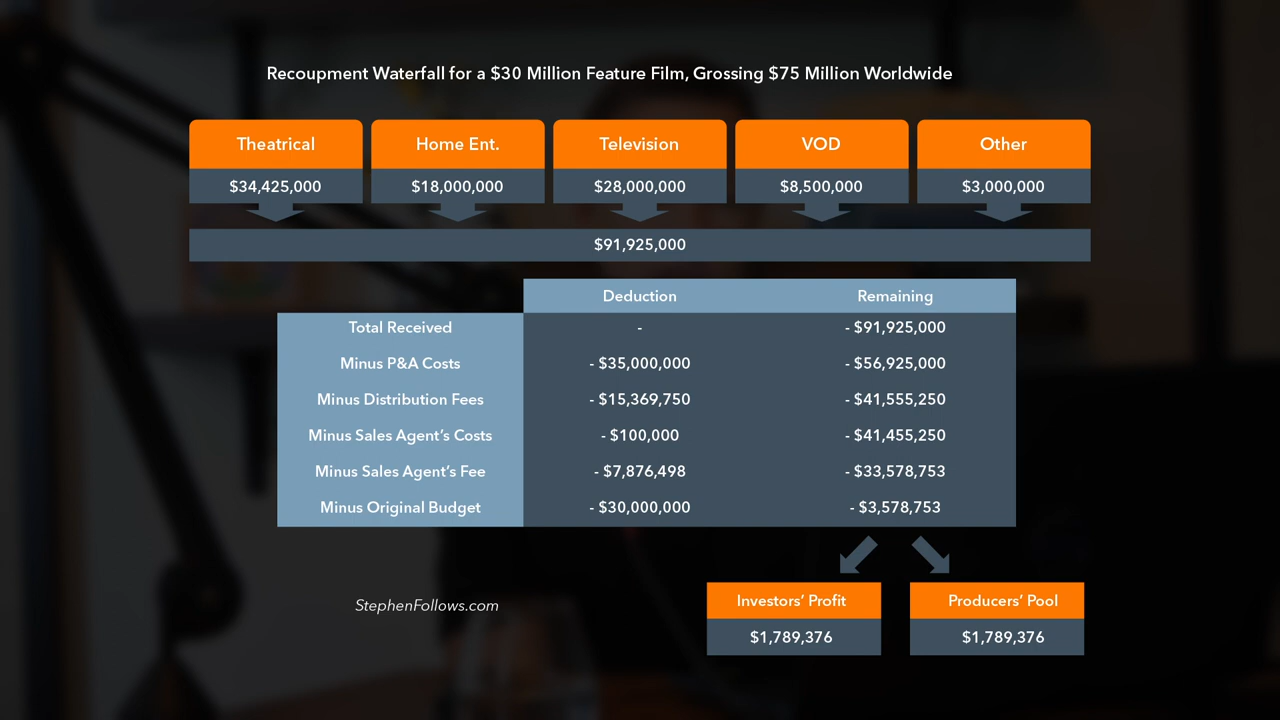 Recoupment Waterfall for a $30 Million Feature Film, Grossing $75 Million Worldwide
Theatrical Home Ent. Television VOD Other
$34,425,000 $18,000,000 $28,000,000 $8,500,000 $3,000,000
$91,925,000
Deduction Remaining
Total Received - - $91,925,000
Minus P&A Costs - $35,000,000 - $56,925,000
Minus Distribution Fees - $15,369,750 - $41,555,250
Minus Sales Agent’s Costs - $100,000 - $41,455,250
Minus Sales Agent’s Fee - $7,876,498 - $33,578,753
Minus Original Budget - $30,000,000 - $3,578,753
Investors’ Profit Producers’ Pool
StephenFollows.com
$1,789,376 $1,789,376